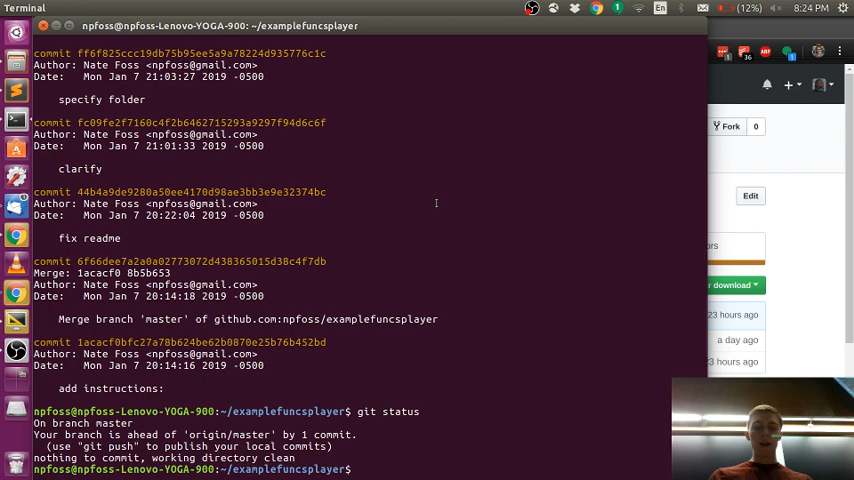 Terminal
En
8:24 PM
npfoss@npfoss-Lenovo-YOGA-900: ~/examplefuncsplayer
commit ff6f825ccc19db75b95ee5a9a78224d935776c1c
Author: Nate Foss <npfoss@gmail.com>
Date:   Mon Jan 7 21:03:27 2019 -0500
specify folder
commit fc09fe2f7160c4f2b6462715293a9297f94d6c6f
Author: Nate Foss <npfoss@gmail.com>
Date:   Mon Jan 7 21:01:33 2019 -0500
clarify
commit 44b4a9de9280a50ee4170d98ae3bb3e9e32374bc
Author: Nate Foss <npfoss@gmail.com>
Date:   Mon Jan 7 20:22:04 2019 -0500
fix readme
commit 6f66dee7a2a0a02773072d438365015d38c4f7db
Merge: 1acacf0 8b5b653
Author: Nate Foss <npfoss@gmail.com>
Date:   Mon Jan 7 20:14:18 2019 -0500
Merge branch 'master' of github.com:npfoss/examplefuncsplayer
commit 1acacf0bfc27a78b624be62b0870e25b76b452bd
Author: Nate Foss <npfoss@gmail.com>
Date:   Mon Jan 7 20:14:16 2019 -0500
add instructions:
npfoss@npfoss-Lenovo-YOGA-900:~/examplefuncsplayer$ git status
On branch master
Your branch is ahead of 'origin/master' by 1 commit.
(use "git push" to publish your local commits)
nothing to commit, working directory clean
npfoss@npfoss-Lenovo-YOGA-900:~/examplefuncsplayer$
36
Fork 0
Edit
download
23 hours ago
a day ago
23 hours ago